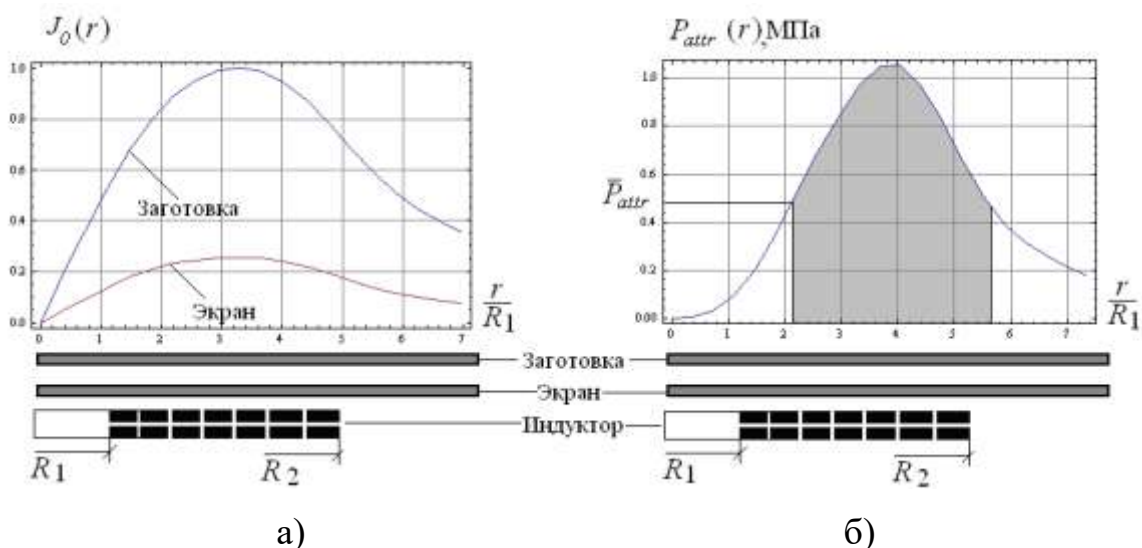 J₀(r)
1.0
0.8
0.6
0.4
0.2
0.0
0 1 2 3 4 5 6 7
Заготовка
Экран
r
R₁
P_attr (r),МПа
1.0
0.8
0.6
0.4
0.2
0.00
0 1 2 3 4 5 6 7
P̅_attr
r
R₁
Заготовка
Экран
Индуктор
R₁ R₂
R₁ R₂
а) б)